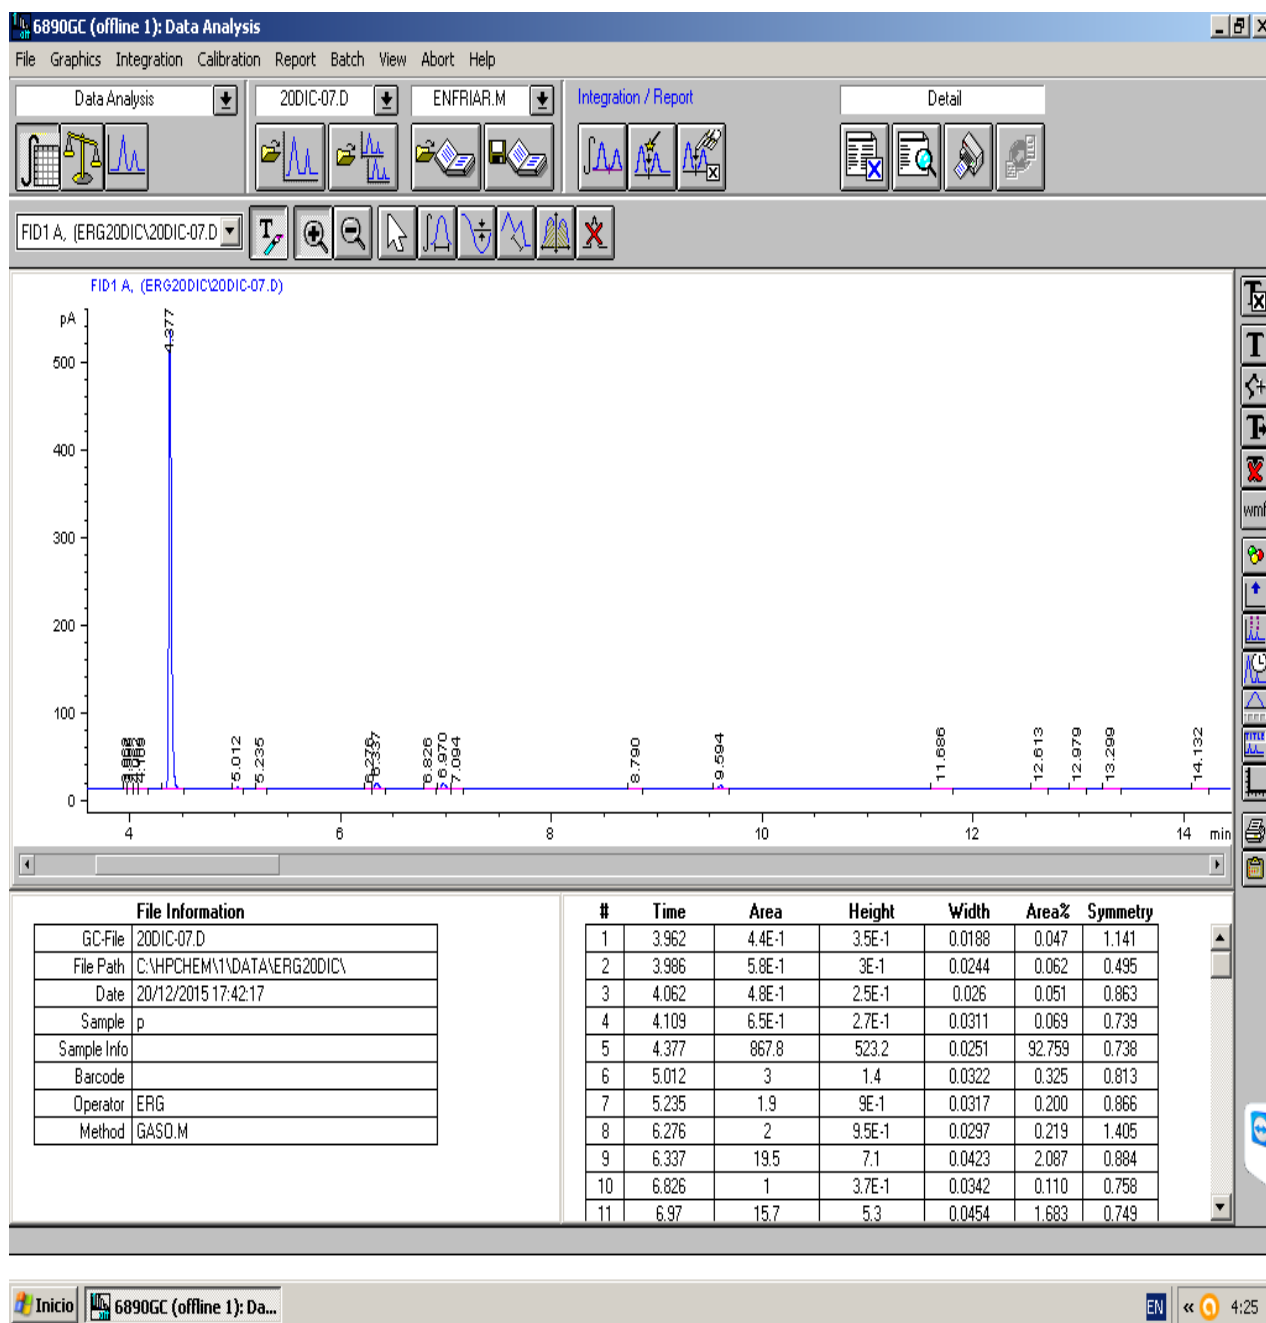 6890GC (offline 1): Data Analysis
File Graphics Integration Calibration Report Batch View Abort Help
Data Analysis 20DIC-07.D ENFRIAR.M Integration / Report Detail
FID1 A, (ERG20DIC\20DIC-07.D
FID1 A, (ERG20DIC\20DIC-07.D)
pA
500
400
300
200
100
0
4.377
3.962
4.109
5.012
5.235
6.276
6.337
6.826
6.970
7.094
8.790
9.594
11.686
12.613
12.979
13.299
14.132
4 6 8 10 12 14 min
T
T
wmf
TITLE
File Information
GC-File 20DIC-07.D
File Path C:\HPCHEM\1\DATA\ERG20DIC\
Date 20/12/2015 17:42:17
Sample p
Sample Info
Barcode
Operator ERG
Method GASO.M
# Time Area Height Width Area% Symmetry
1 3.962 4.4E-1 3.5E-1 0.0188 0.047 1.141
2 3.986 5.8E-1 3E-1 0.0244 0.062 0.495
3 4.062 4.8E-1 2.5E-1 0.026 0.051 0.863
4 4.109 6.5E-1 2.7E-1 0.0311 0.069 0.739
5 4.377 867.8 523.2 0.0251 92.759 0.738
6 5.012 3 1.4 0.0322 0.325 0.813
7 5.235 1.9 9E-1 0.0317 0.200 0.866
8 6.276 2 9.5E-1 0.0297 0.219 1.405
9 6.337 19.5 7.1 0.0423 2.087 0.884
10 6.826 1 3.7E-1 0.0342 0.110 0.758
11 6.97 15.7 5.3 0.0454 1.683 0.749
Inicio 6890GC (offline 1): Da... EN « 4:25